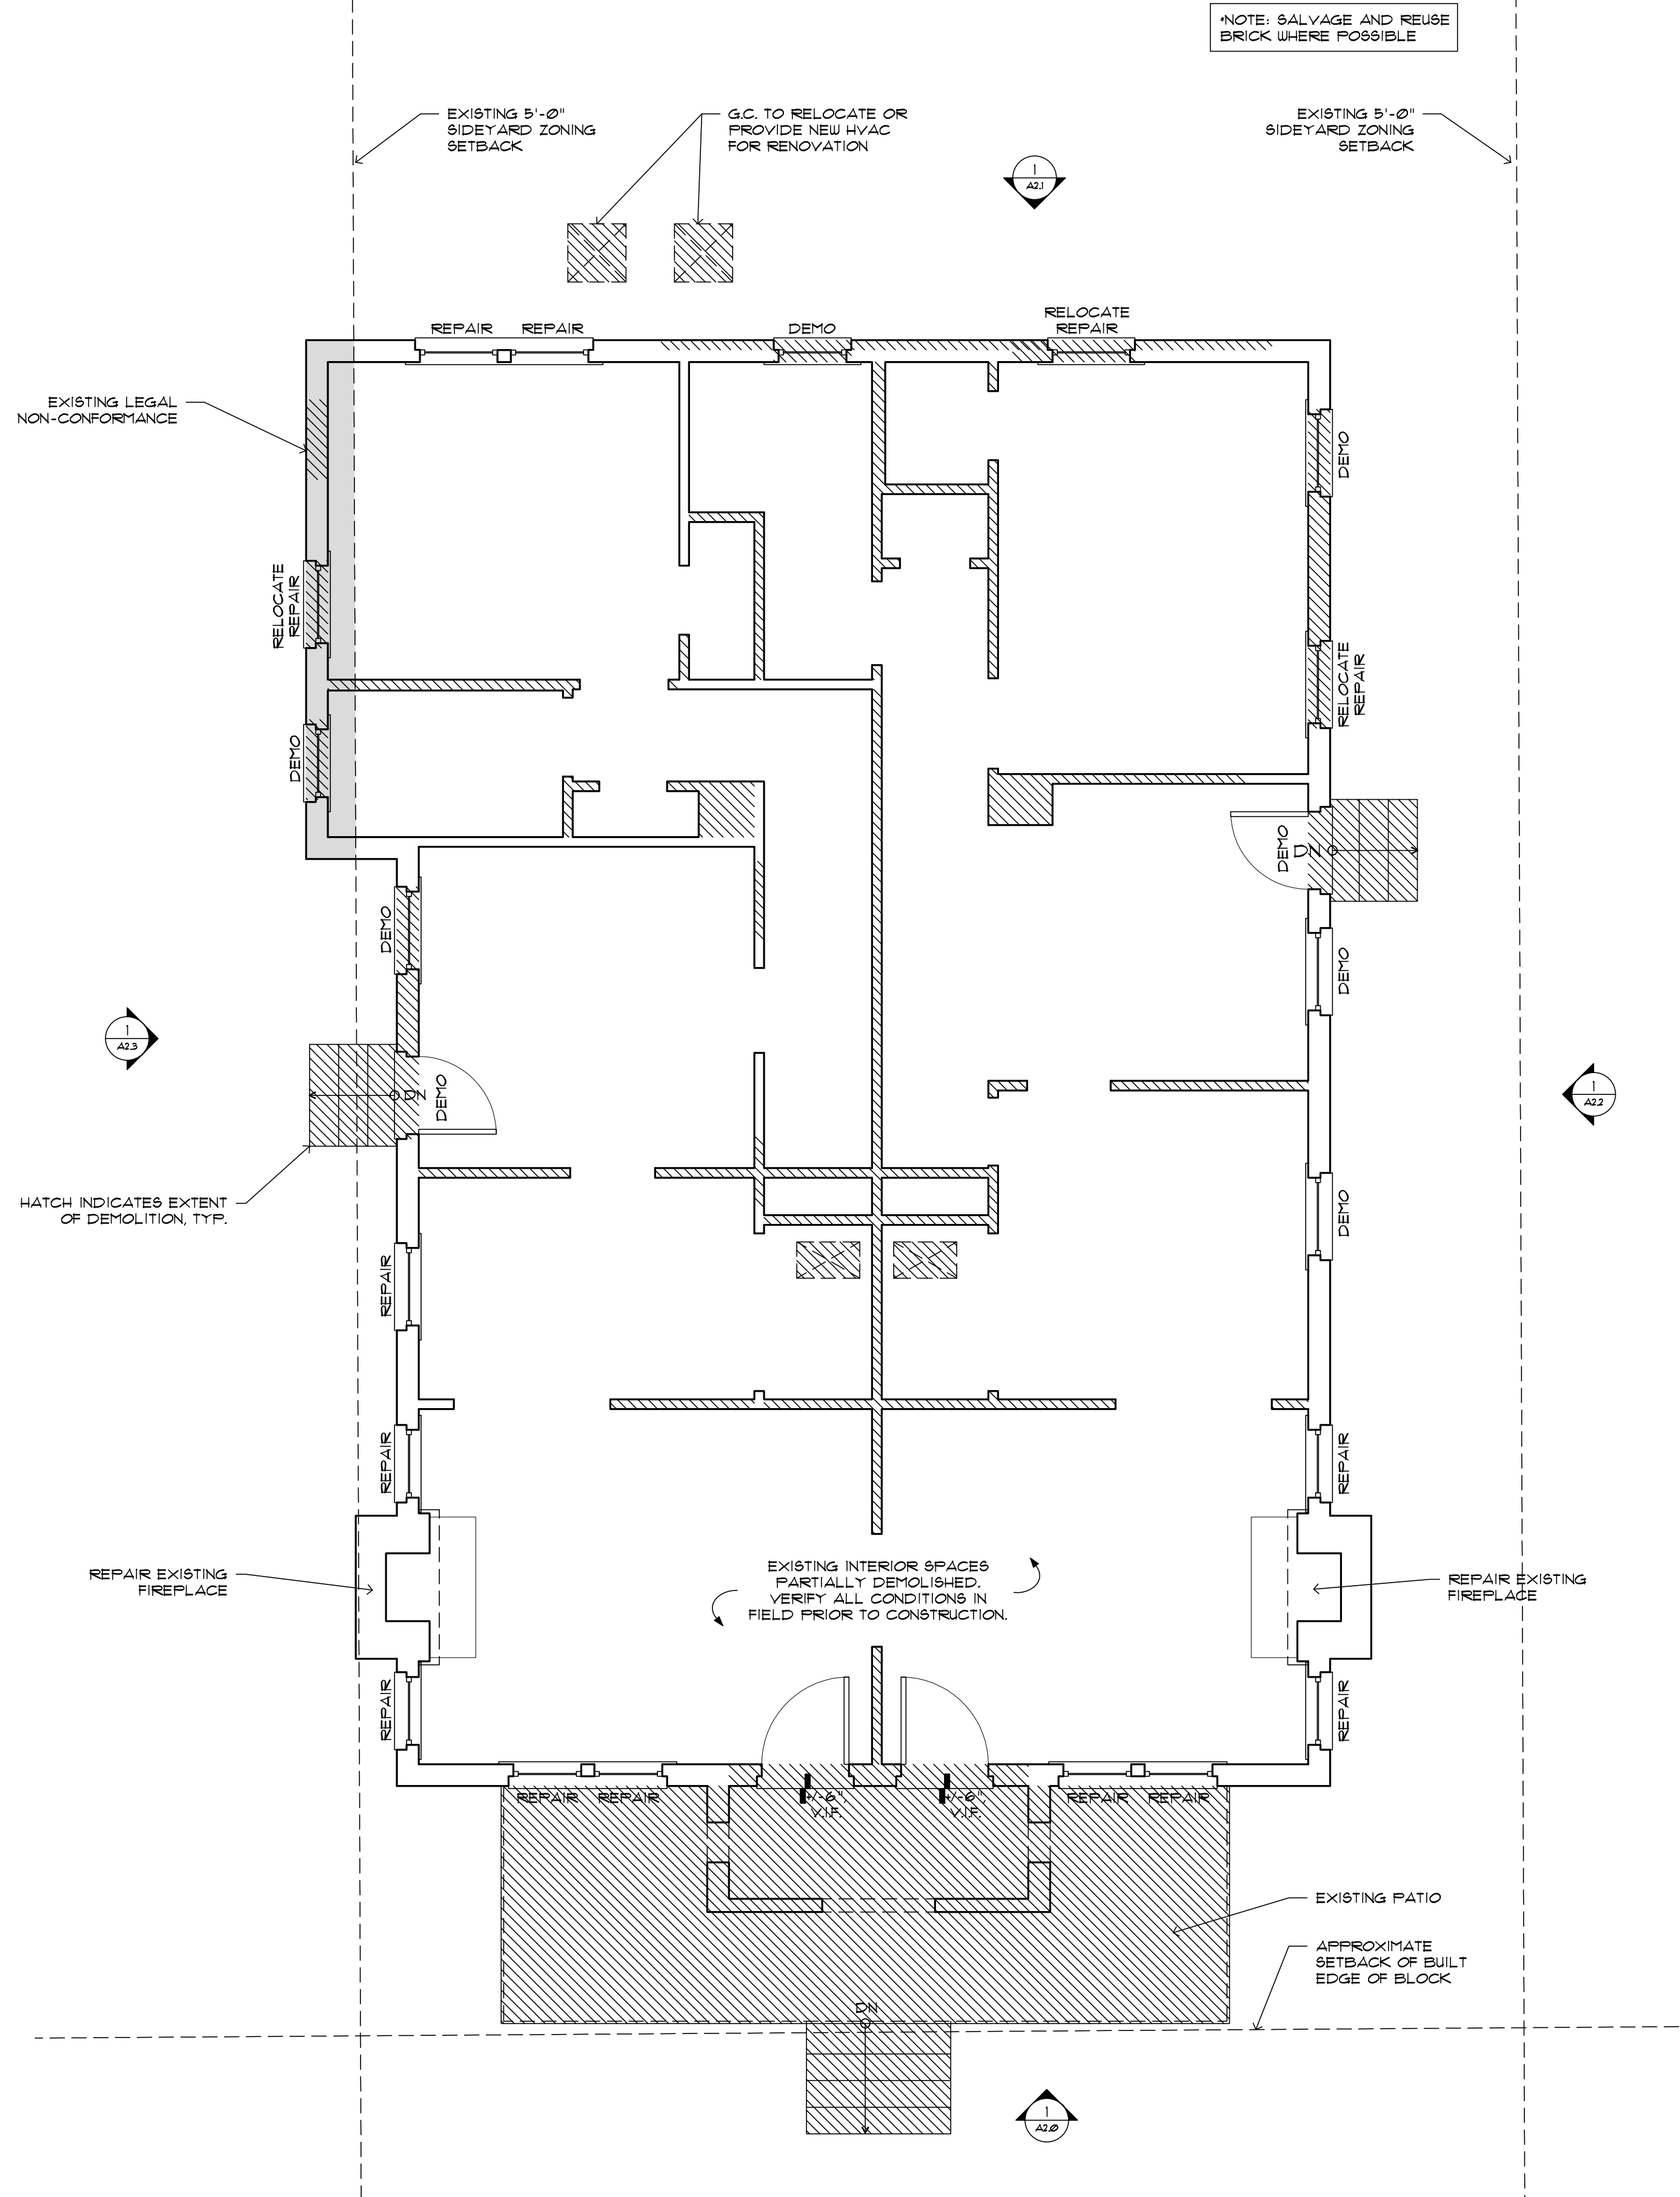 *NOTE: SALVAGE AND REUSE
BRICK WHERE POSSIBLE
EXISTING 5'-0"
SIDEYARD ZONING
SETBACK
G.C. TO RELOCATE OR
PROVIDE NEW HVAC
FOR RENOVATION
EXISTING 5'-0"
SIDEYARD ZONING
SETBACK
1
A2.1
REPAIR REPAIR
DEMO
RELOCATE
REPAIR
EXISTING LEGAL
NON-CONFORMANCE
DEMO
RELOCATE
REPAIR
RELOCATE
REPAIR
DEMO
DEMO
DN
DEMO
DEMO
1
A2.3
DN
DEMO
1
A2.2
HATCH INDICATES EXTENT
OF DEMOLITION, TYP.
DEMO
REPAIR
REPAIR
REPAIR
REPAIR EXISTING
FIREPLACE
EXISTING INTERIOR SPACES
PARTIALLY DEMOLISHED.
VERIFY ALL CONDITIONS IN
FIELD PRIOR TO CONSTRUCTION.
REPAIR EXISTING
FIREPLACE
REPAIR
REPAIR
REPAIR REPAIR
+/-6"
V.I.F.
+/-6"
V.I.F.
REPAIR REPAIR
EXISTING PATIO
APPROXIMATE
SETBACK OF BUILT
EDGE OF BLOCK
DN
1
A2.0